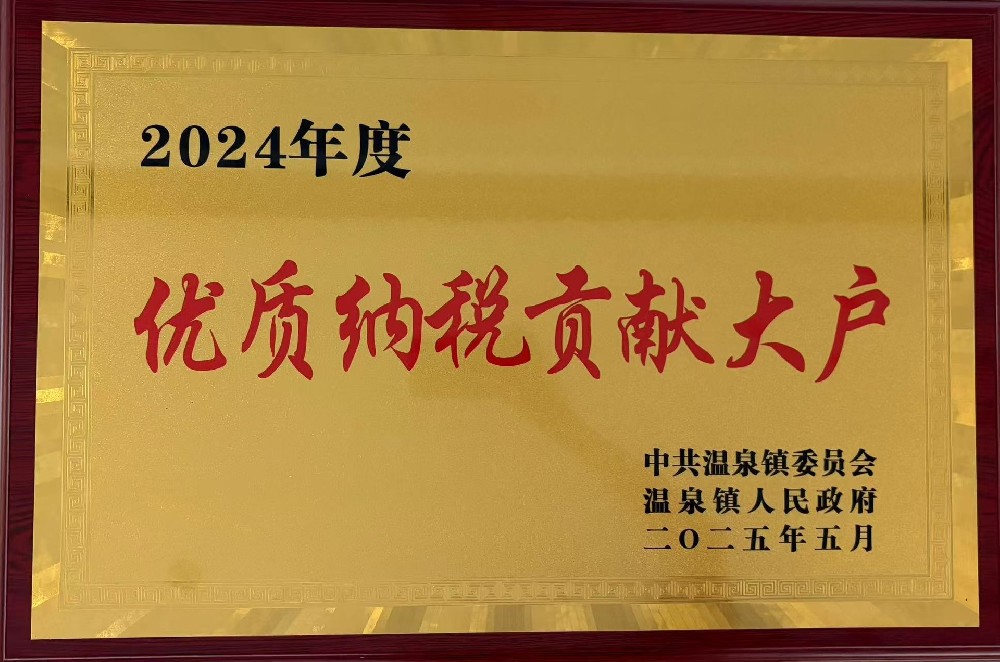 2024年度
优质纳税贡献大户
中共温泉镇委员会
温泉镇人民政府
二〇二五年五月